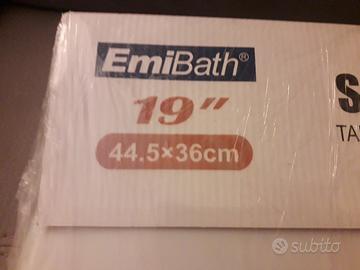 EmiBath®
19"
44.5×36cm
S
TA
subito